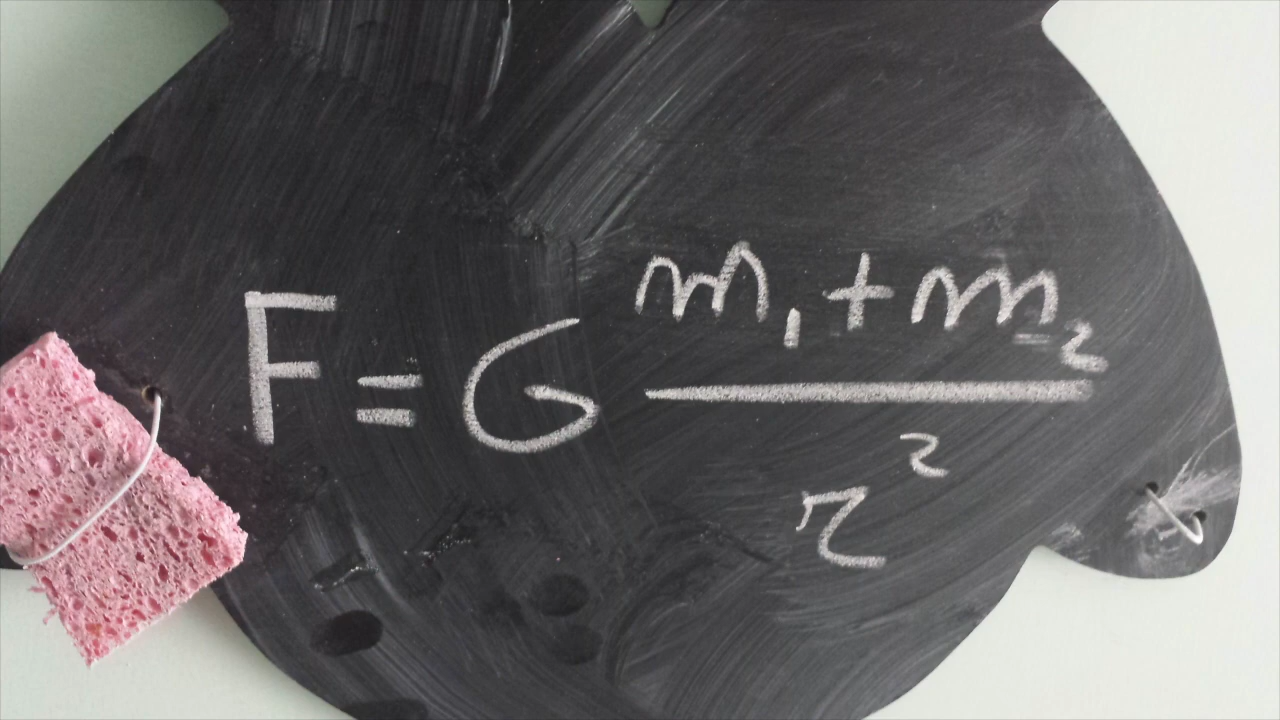 F = G (m₁ + m₂) / r²